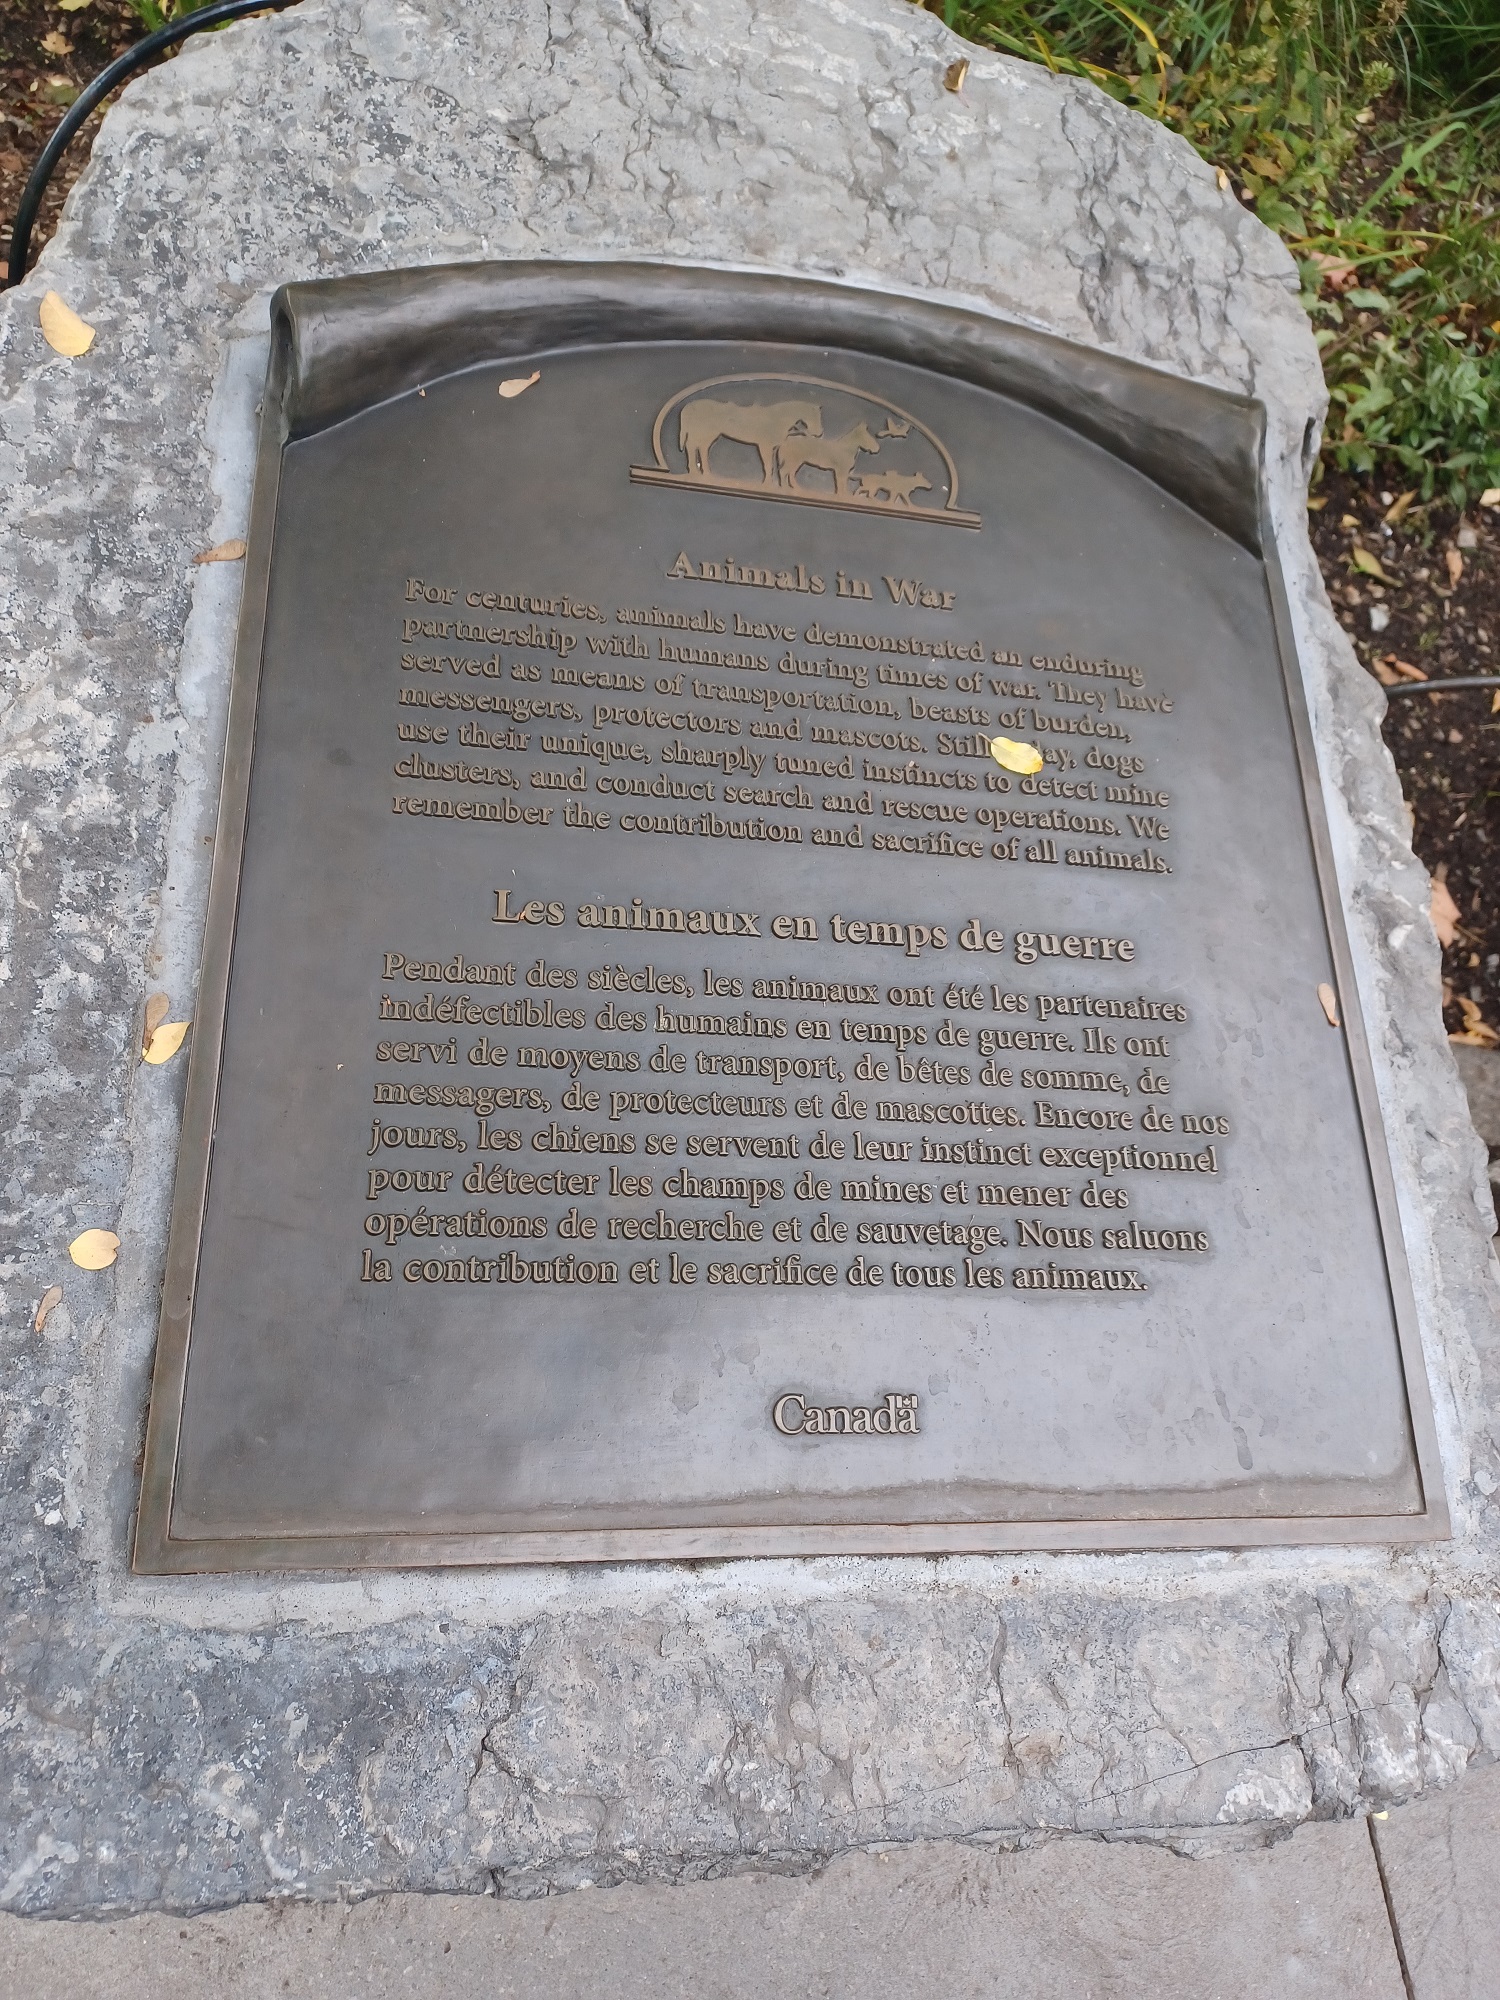 Animals in War
For centuries, animals have demonstrated an enduring
partnership with humans during times of war. They have
served as means of transportation, beasts of burden,
messengers, protectors and mascots. Still day, dogs
use their unique, sharply tuned instincts to detect mine
clusters, and conduct search and rescue operations. We
remember the contribution and sacrifice of all animals.
Les animaux en temps de guerre
Pendant des siècles, les animaux ont été les partenaires
indéfectibles des humains en temps de guerre. Ils ont
servi de moyens de transport, de bêtes de somme, de
messagers, de protecteurs et de mascottes. Encore de nos
jours, les chiens se servent de leur instinct exceptionnel
pour détecter les champs de mines et mener des
opérations de recherche et de sauvetage. Nous saluons
la contribution et le sacrifice de tous les animaux.
Canada